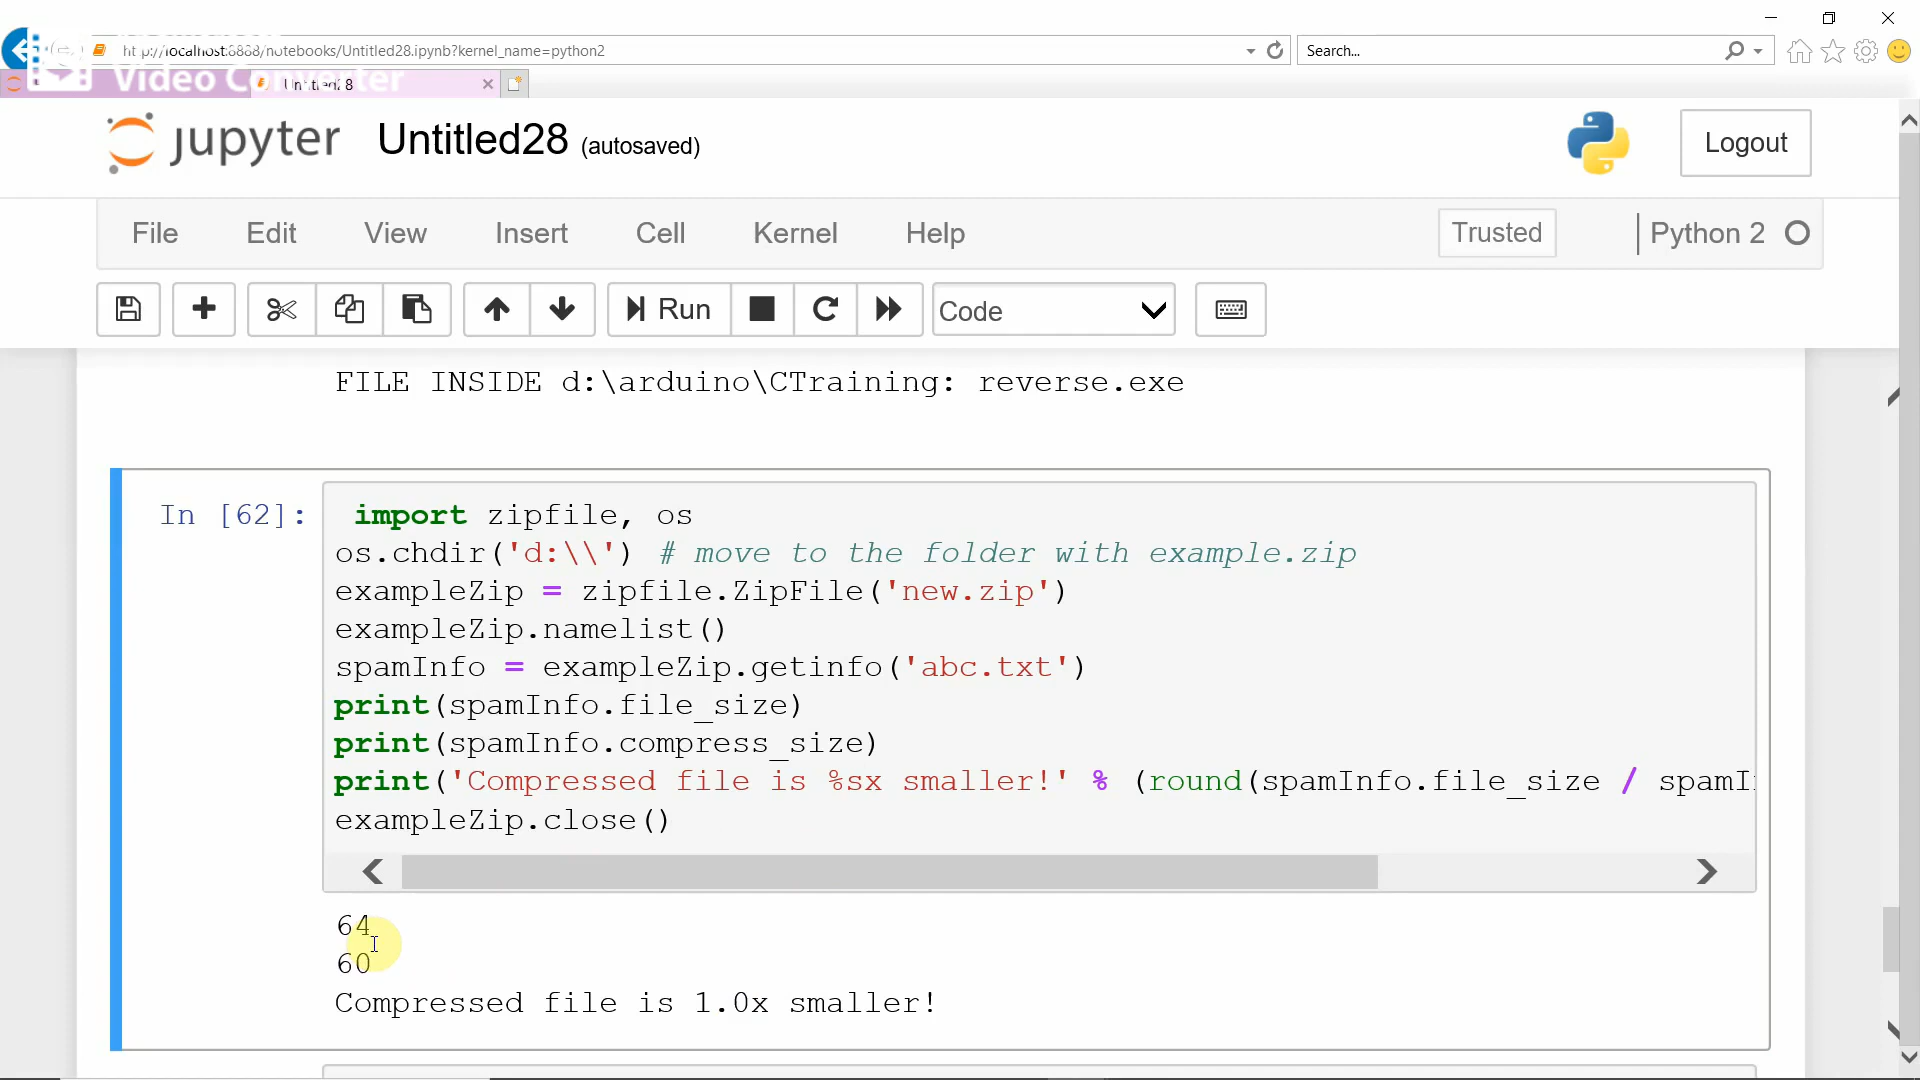 http://localhost:8888/notebooks/Untitled28.ipynb?kernel_name=python2
Search...
Video Converter
Untitled28
jupyter Untitled28 (autosaved)
Logout
File Edit View Insert Cell Kernel Help
Trusted
Python 2
Run
Code
FILE INSIDE d:\arduino\CTraining: reverse.exe
In [62]:
import zipfile, os
os.chdir('d:\\') # move to the folder with example.zip
exampleZip = zipfile.ZipFile('new.zip')
exampleZip.namelist()
spamInfo = exampleZip.getinfo('abc.txt')
print(spamInfo.file_size)
print(spamInfo.compress_size)
print('Compressed file is %sx smaller!' % (round(spamInfo.file_size / spamI
exampleZip.close()
64
60
Compressed file is 1.0x smaller!